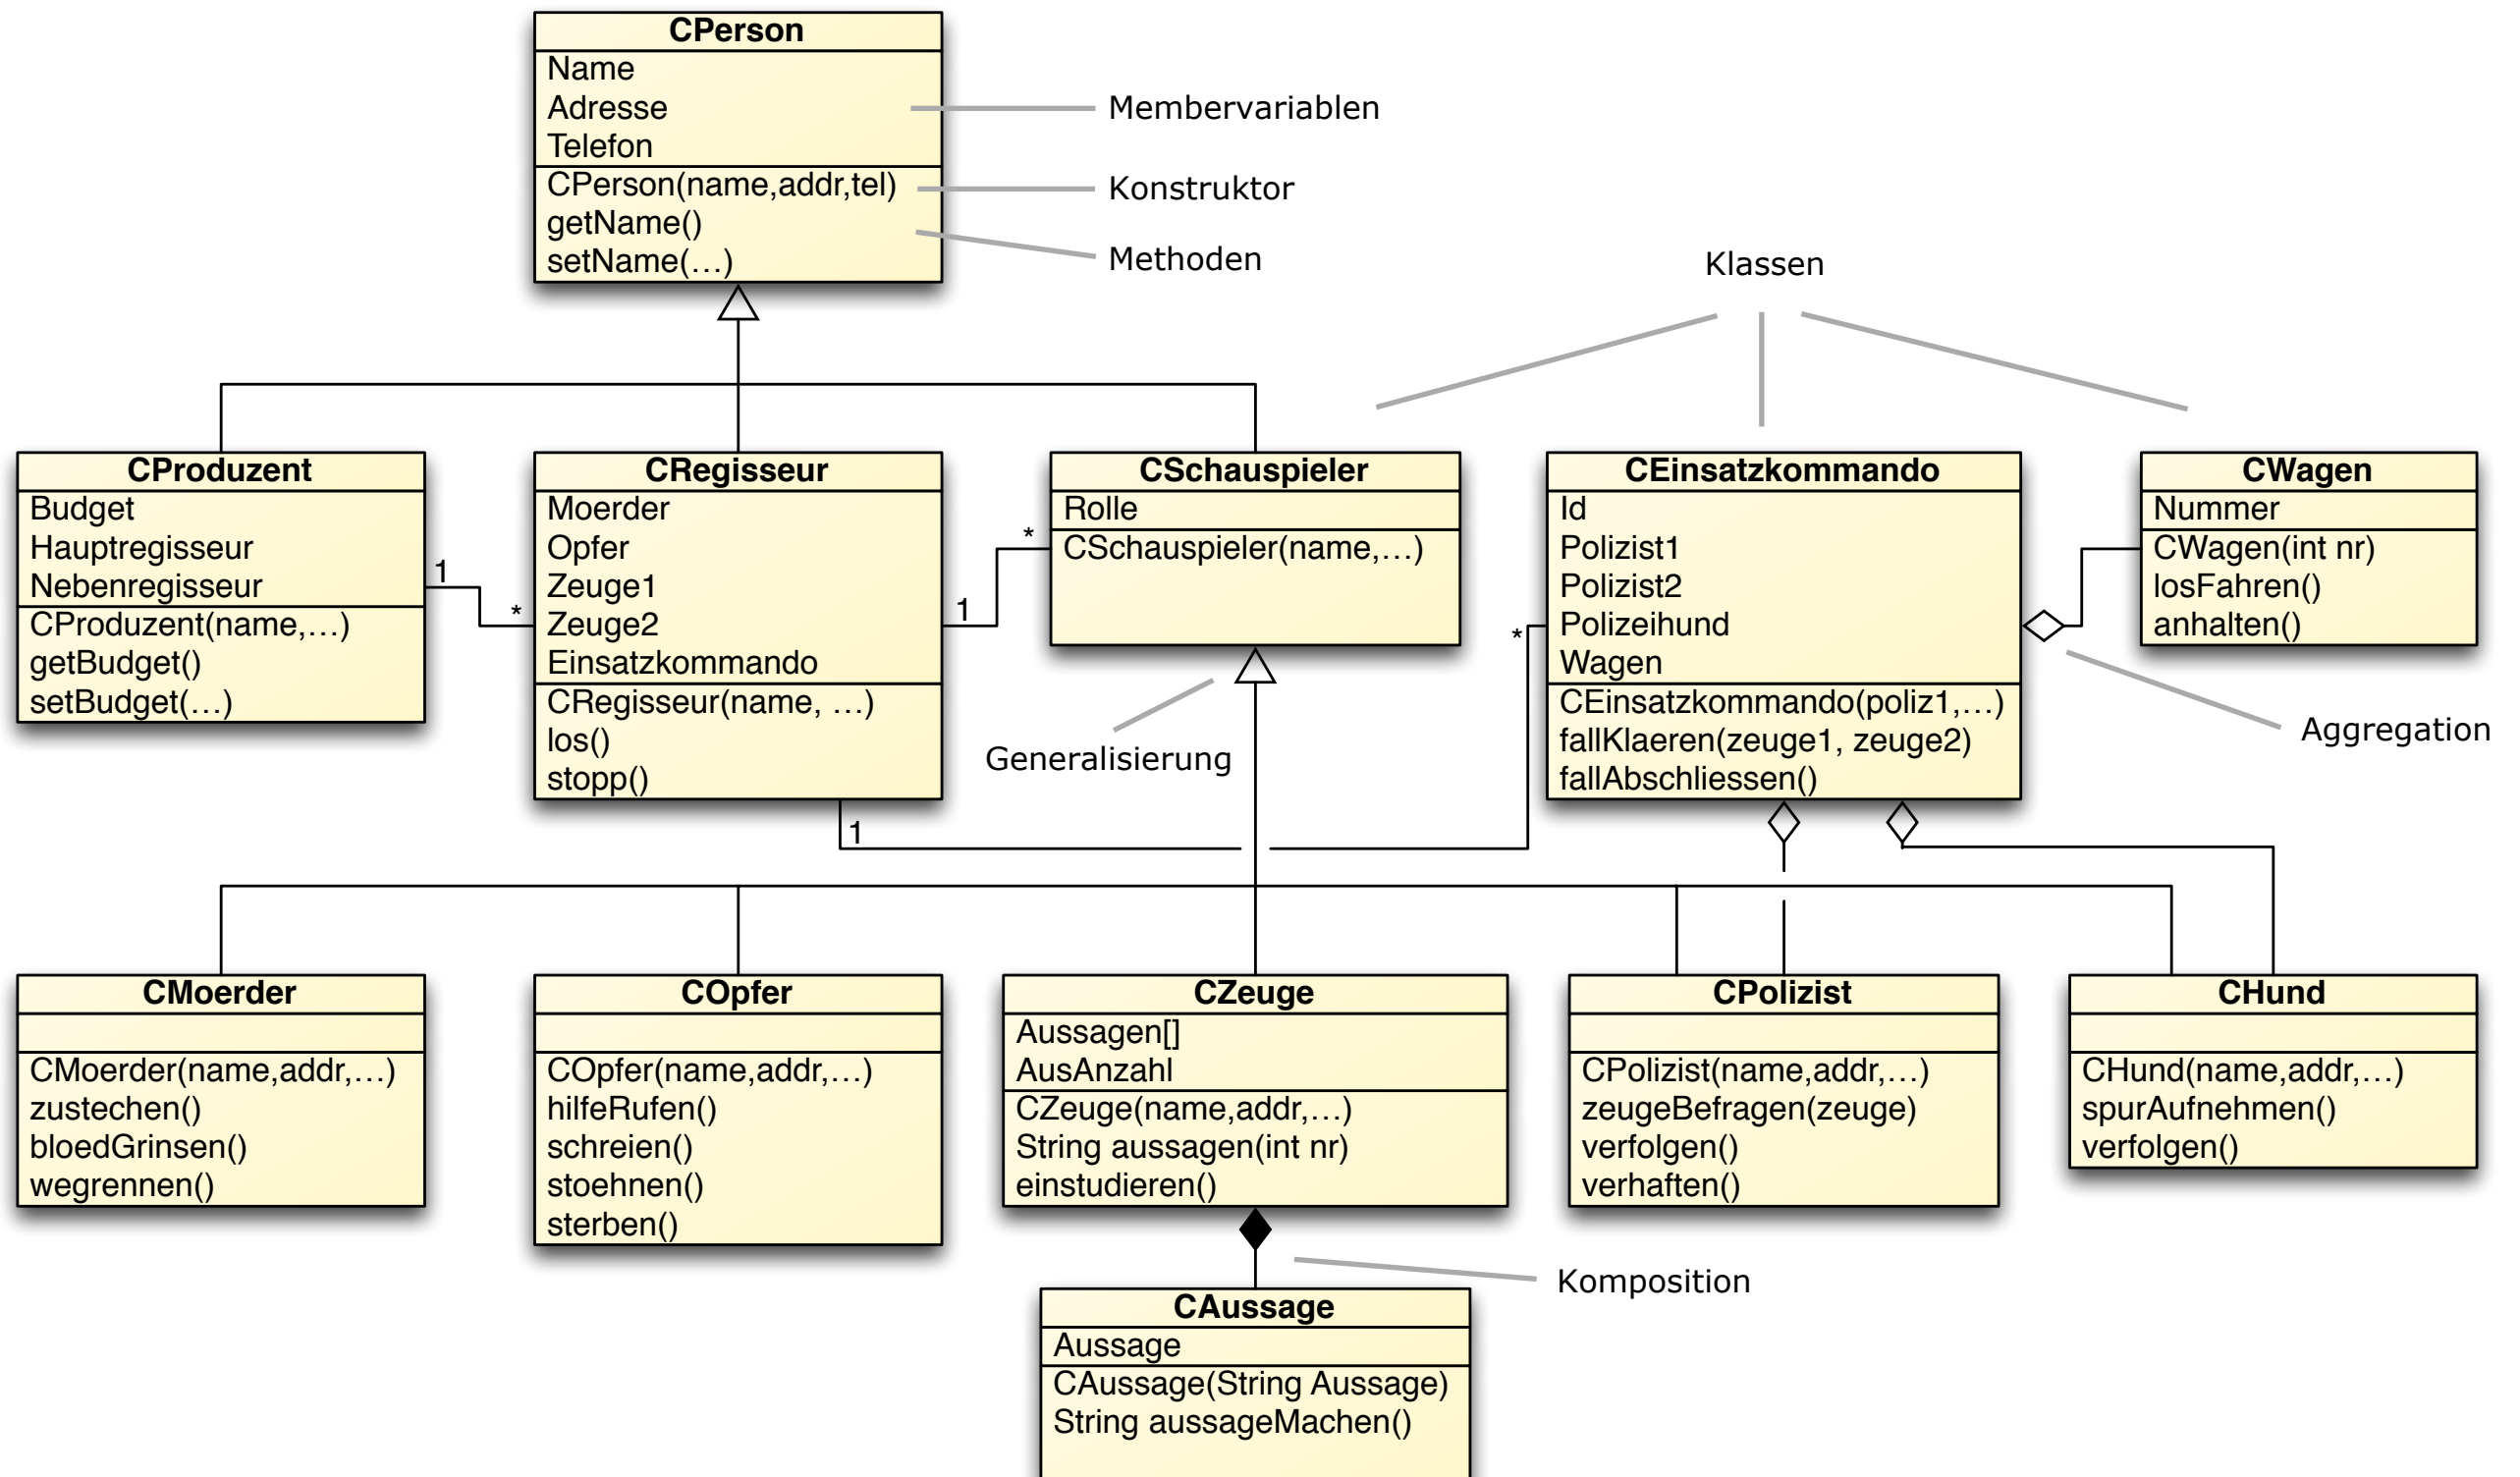 CPerson
Name
Adresse
Telefon
CPerson(name,addr,tel)
getName()
setName(…)
Membervariablen
Konstruktor
Methoden
Klassen
CProduzent
Budget
Hauptregisseur
Nebenregisseur
CProduzent(name,…)
getBudget()
setBudget(…)
1
*
CRegisseur
Moerder
Opfer
Zeuge1
Zeuge2
Einsatzkommando
CRegisseur(name, …)
los()
stopp()
1
*
CSchauspieler
Rolle
CSchauspieler(name,…)
Generalisierung
1
*
CEinsatzkommando
Id
Polizist1
Polizist2
Polizeihund
Wagen
CEinsatzkommando(poliz1,…)
fallKlaeren(zeuge1, zeuge2)
fallAbschliessen()
CWagen
Nummer
CWagen(int nr)
losFahren()
anhalten()
Aggregation
CMoerder
CMoerder(name,addr,…)
zustechen()
bloedGrinsen()
wegrennen()
COpfer
COpfer(name,addr,…)
hilfeRufen()
schreien()
stoehnen()
sterben()
CZeuge
Aussagen[]
AusAnzahl
CZeuge(name,addr,…)
String aussagen(int nr)
einstudieren()
CPolizist
CPolizist(name,addr,…)
zeugeBefragen(zeuge)
verfolgen()
verhaften()
CHund
CHund(name,addr,…)
spurAufnehmen()
verfolgen()
Komposition
CAussage
Aussage
CAussage(String Aussage)
String aussageMachen()